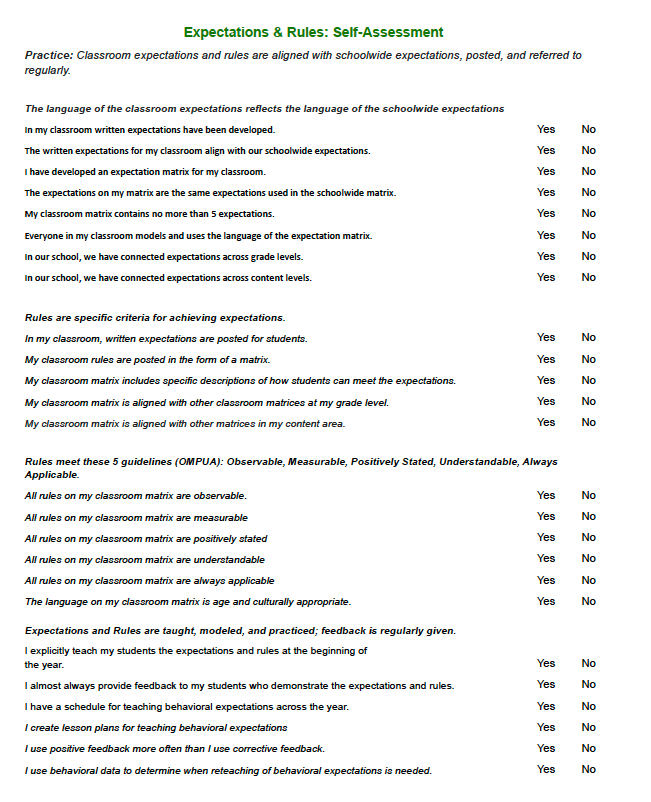 Expectations & Rules: Self-Assessment
Practice: Classroom expectations and rules are aligned with schoolwide expectations, posted, and referred to
regularly.
The language of the classroom expectations reflects the language of the schoolwide expectations
In my classroom written expectations have been developed. Yes No
The written expectations for my classroom align with our schoolwide expectations. Yes No
I have developed an expectation matrix for my classroom. Yes No
The expectations on my matrix are the same expectations used in the schoolwide matrix. Yes No
My classroom matrix contains no more than 5 expectations. Yes No
Everyone in my classroom models and uses the language of the expectation matrix. Yes No
In our school, we have connected expectations across grade levels. Yes No
In our school, we have connected expectations across content levels. Yes No
Rules are specific criteria for achieving expectations.
In my classroom, written expectations are posted for students. Yes No
My classroom rules are posted in the form of a matrix. Yes No
My classroom matrix includes specific descriptions of how students can meet the expectations. Yes No
My classroom matrix is aligned with other classroom matrices at my grade level. Yes No
My classroom matrix is aligned with other matrices in my content area. Yes No
Rules meet these 5 guidelines (OMPUA): Observable, Measurable, Positively Stated, Understandable, Always
Applicable.
All rules on my classroom matrix are observable. Yes No
All rules on my classroom matrix are measurable Yes No
All rules on my classroom matrix are positively stated Yes No
All rules on my classroom matrix are understandable Yes No
All rules on my classroom matrix are always applicable Yes No
The language on my classroom matrix is age and culturally appropriate. Yes No
Expectations and Rules are taught, modeled, and practiced; feedback is regularly given.
I explicitly teach my students the expectations and rules at the beginning of
the year. Yes No
I almost always provide feedback to my students who demonstrate the expectations and rules. Yes No
I have a schedule for teaching behavioral expectations across the year. Yes No
I create lesson plans for teaching behavioral expectations Yes No
I use positive feedback more often than I use corrective feedback. Yes No
I use behavioral data to determine when reteaching of behavioral expectations is needed. Yes No